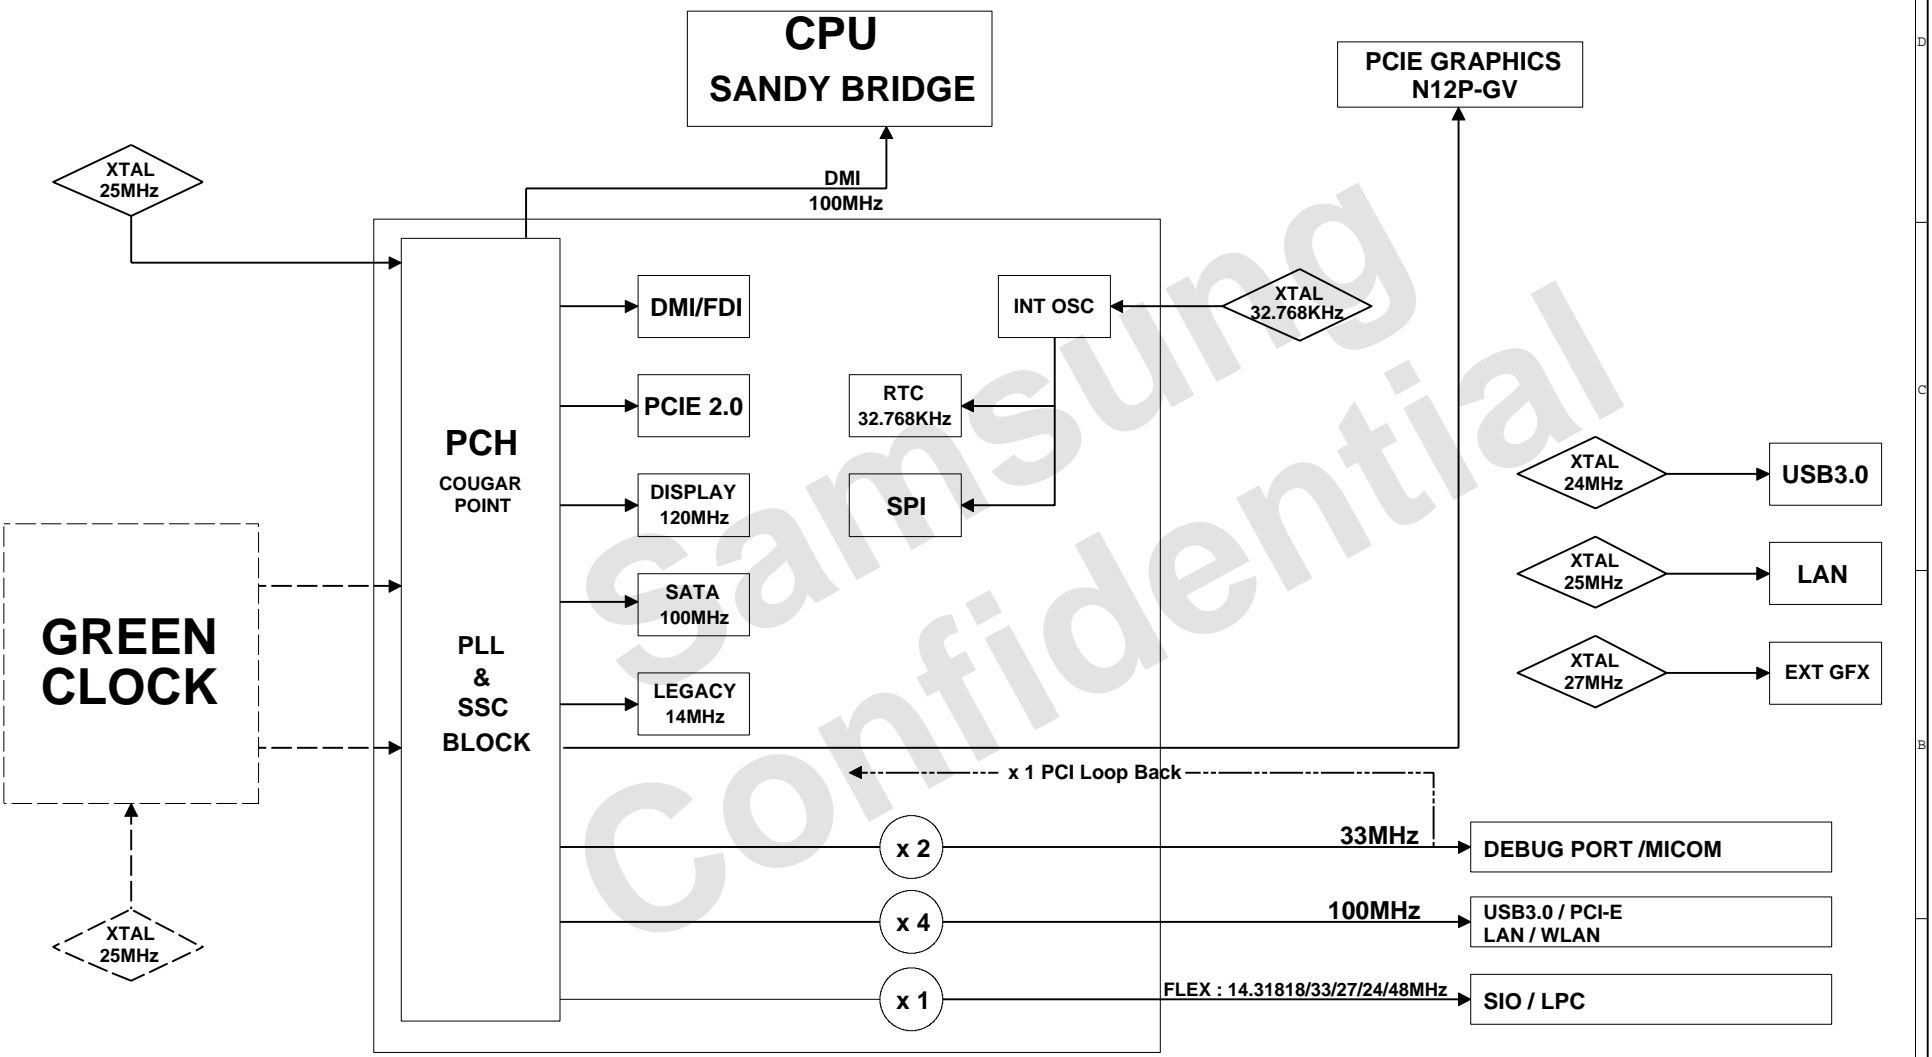 CPU
SANDY BRIDGE
PCIE GRAPHICS
N12P-GV
D
XTAL
25MHz
DMI
100MHz
DMI/FDI
INT OSC
XTAL
32.768KHz
PCIE 2.0
RTC
32.768KHz
C
PCH
COUGAR
POINT
DISPLAY
120MHz
SPI
XTAL
24MHz
USB3.0
XTAL
25MHz
LAN
GREEN
CLOCK
SATA
100MHz
PLL
&
SSC
BLOCK
LEGACY
14MHz
XTAL
27MHz
EXT GFX
B
x 1 PCI Loop Back
x 2
33MHz
DEBUG PORT /MICOM
x 4
100MHz
USB3.0 / PCI-E
LAN / WLAN
XTAL
25MHz
x 1
FLEX : 14.31818/33/27/24/48MHz
SIO / LPC
Samsung
Confidential